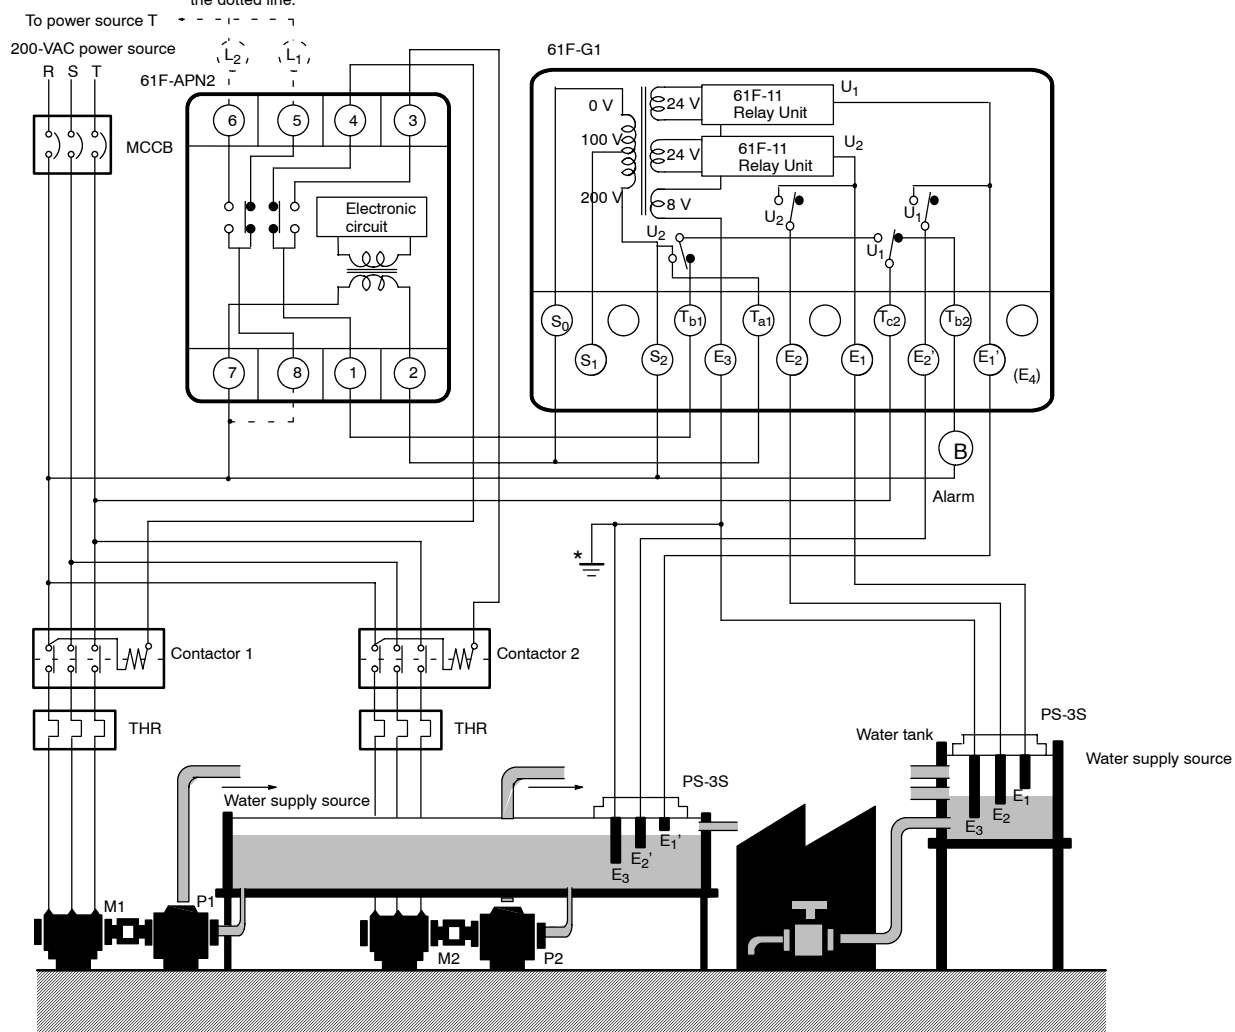 the dotted line.
To power source T
200-VAC power source
R S T
MCCB
61F-APN2
L2 L1
6 5 4 3
Electronic
circuit
7 8 1 2
61F-G1
0 V
100 V
200 V
24 V
61F-11
Relay Unit
U1
24 V
61F-11
Relay Unit
U2
8 V
U2
U1
U2
U1
S0 Tb1 Ta1 Tc2 Tb2
S1 S2 E3 E2 E1 E2' E1'
(E4)
B
Alarm
*
Contactor 1
Contactor 2
THR
THR
PS-3S
Water tank
Water supply source
E1
E2
E3
PS-3S
Water supply source
E1'
E2'
E3
M1
P1
M2
P2